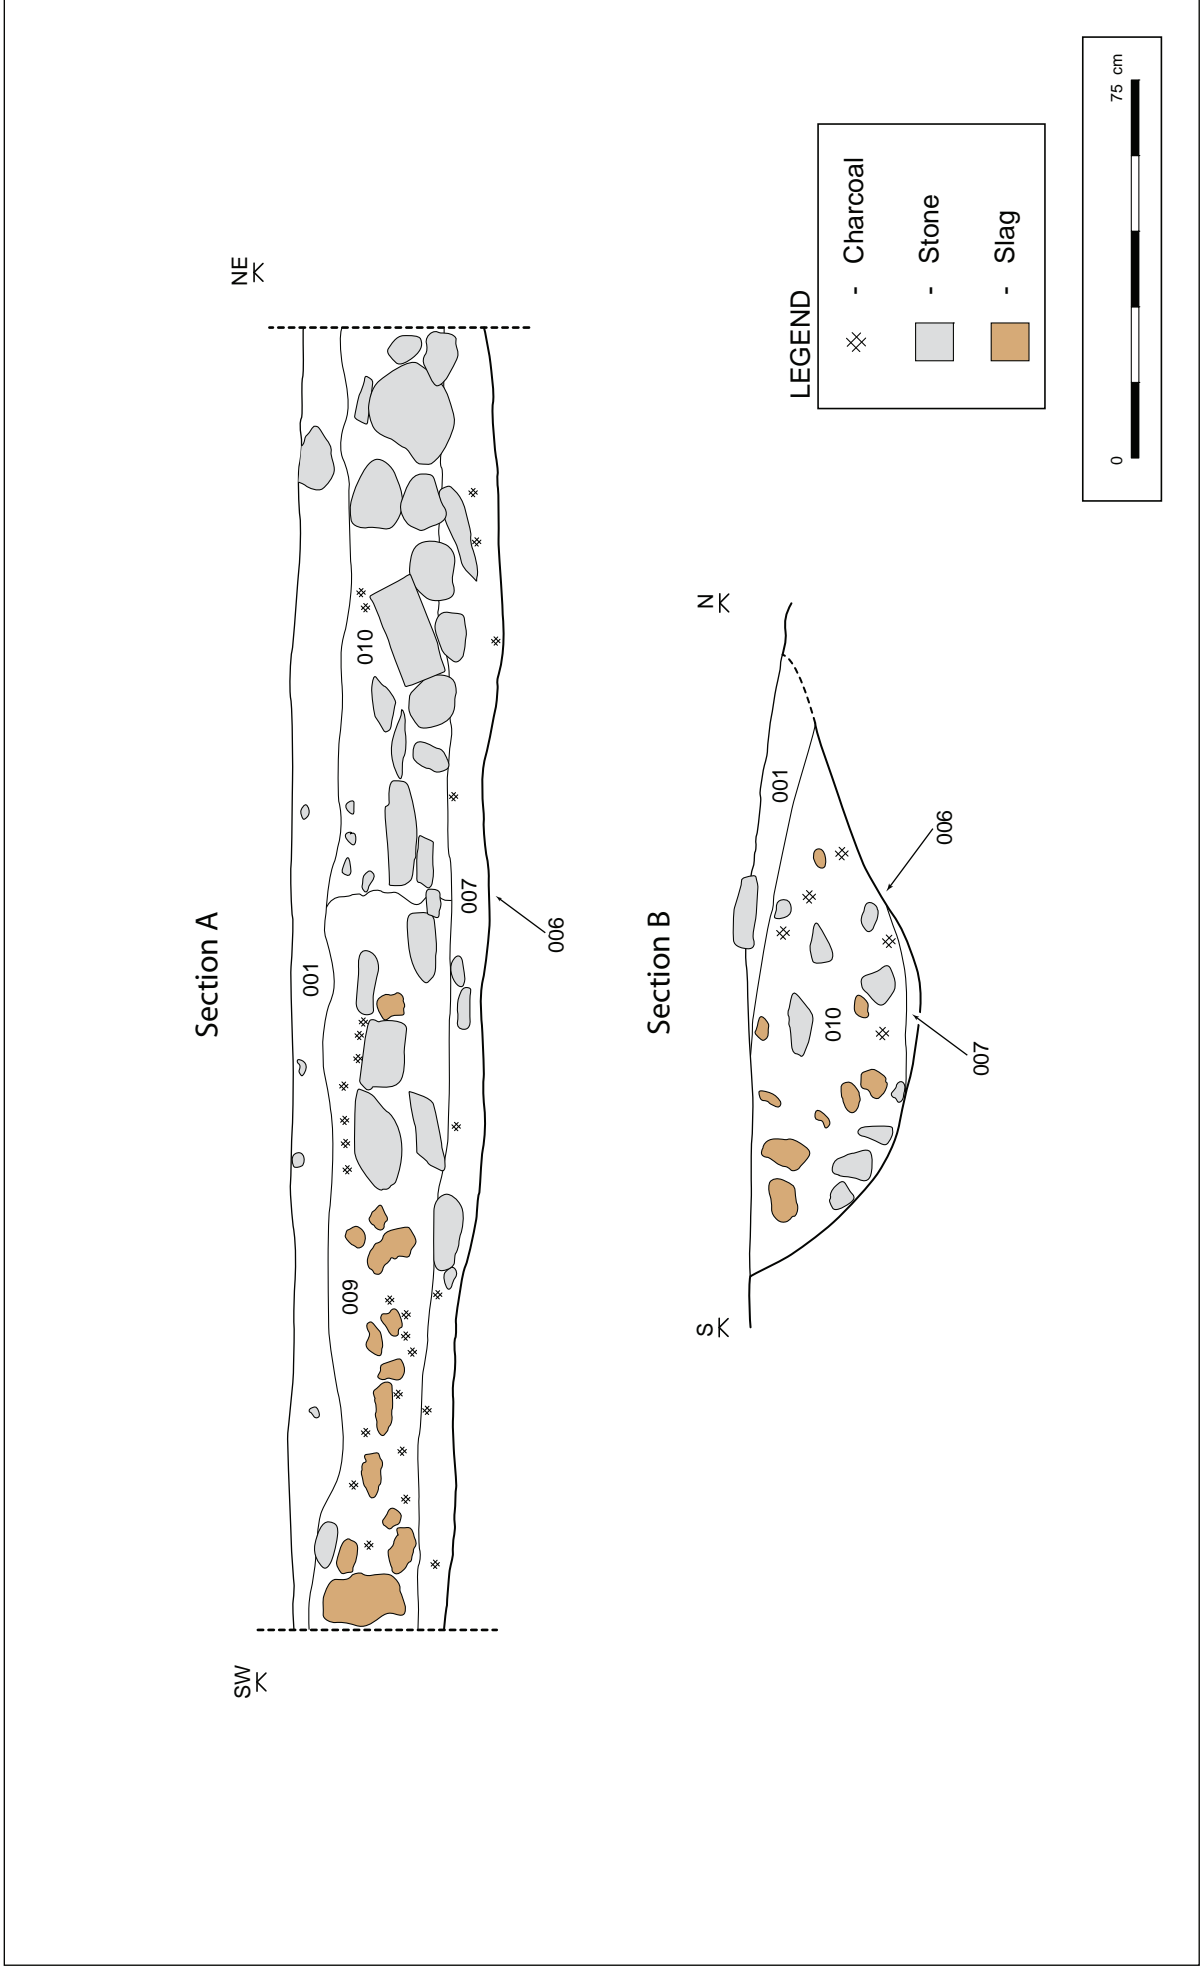 Section A
SW
NE
001
009
010
007
006
Section B
S
N
001
010
006
007
LEGEND
- Charcoal
- Stone
- Slag
0
75 cm